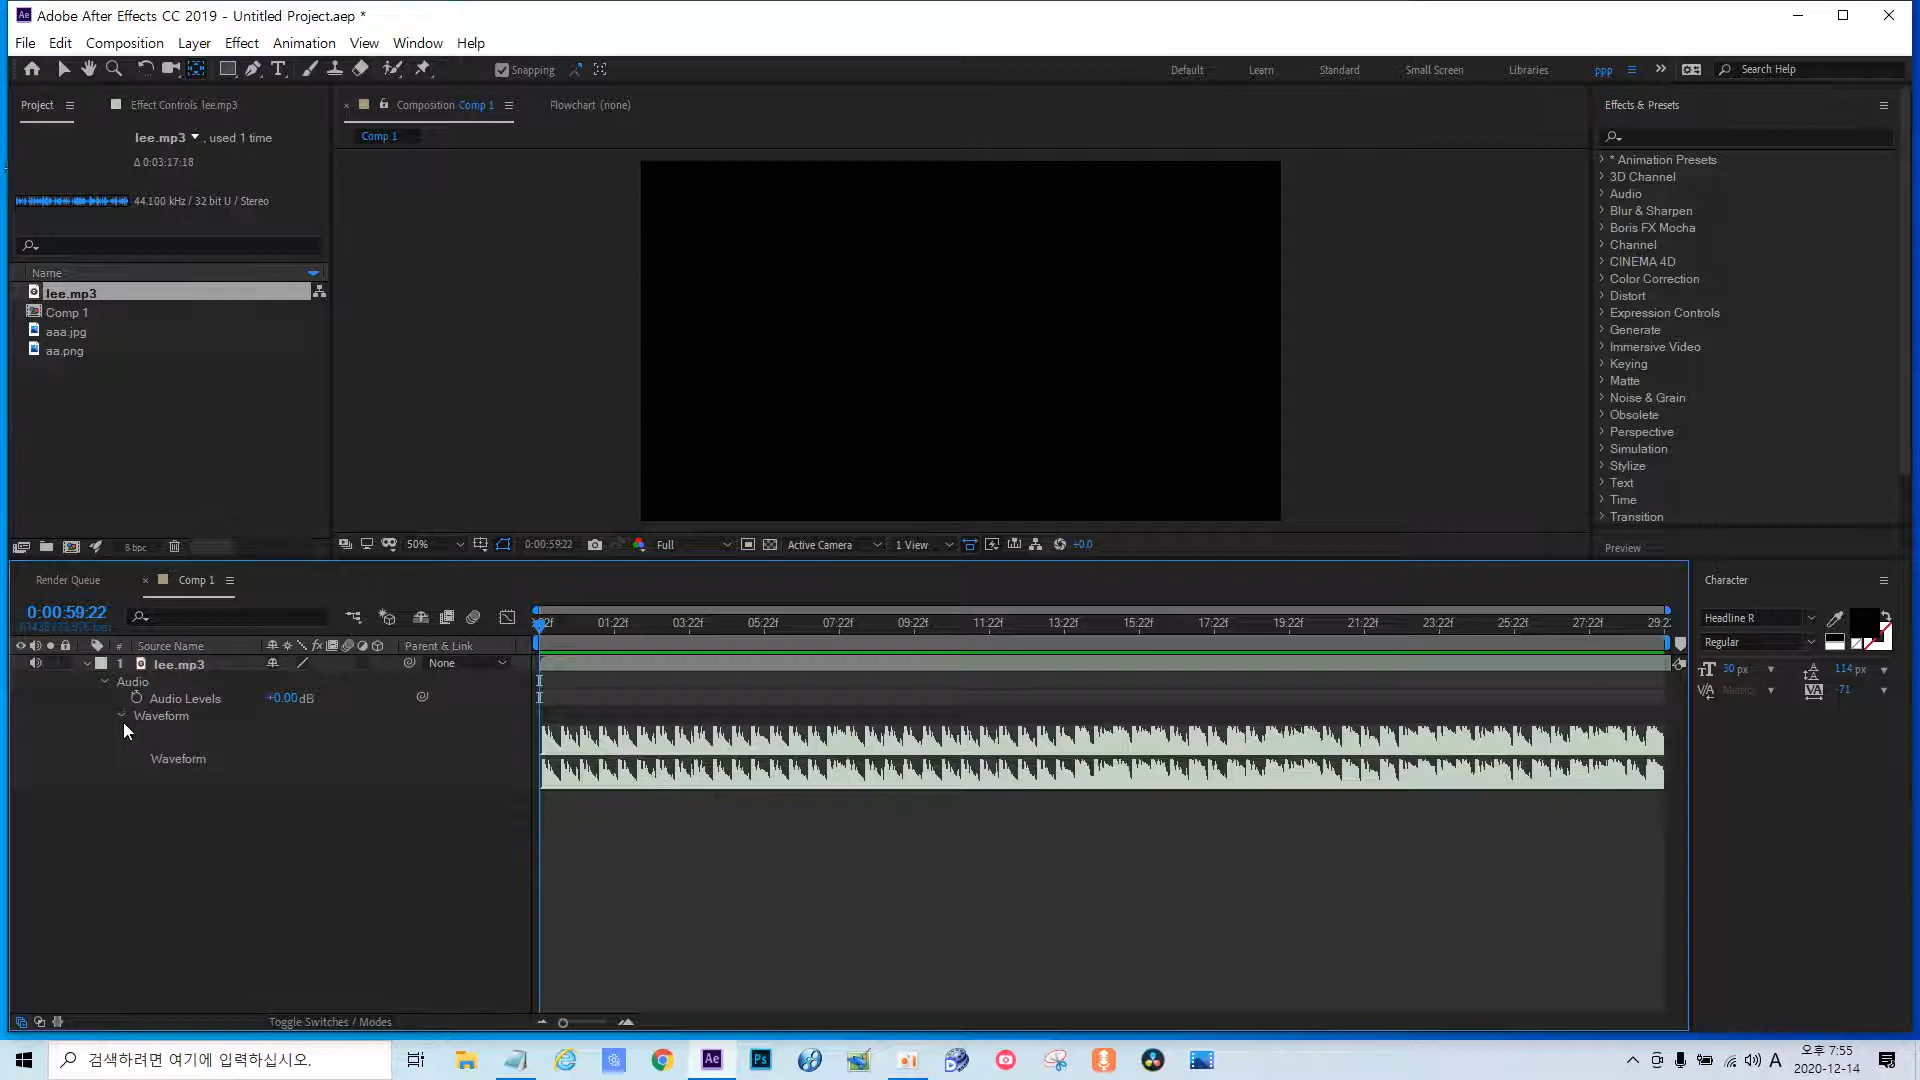 Adobe After Effects CC 2019 - Untitled Project.aep *
File Edit Composition Layer Effect Animation View Window Help
Snapping
Default Learn Standard Small Screen Libraries ppp Search Help
Project Effect Controls lee.mp3
Composition Comp 1
Flowchart (none)
Comp 1
lee.mp3 , used 1 time
Δ 0:03:17:18
44.100 kHz / 32 bit U / Stereo
Name
lee.mp3
Comp 1
aaa.jpg
aa.png
8 bpc
50%
0:00:59:22
Full
Active Camera
1 View
+0.0
Effects & Presets
* Animation Presets
3D Channel
Audio
Blur & Sharpen
Boris FX Mocha
Channel
CINEMA 4D
Color Correction
Distort
Expression Controls
Generate
Immersive Video
Keying
Matte
Noise & Grain
Obsolete
Perspective
Simulation
Stylize
Text
Time
Transition
Preview
Render Queue
Comp 1
0:00:59:22
# Source Name Parent & Link
1 lee.mp3 None
Audio
Audio Levels +0.00 dB
Waveform
Waveform
01:22f 03:22f 05:22f 07:22f 09:22f 11:22f 13:22f 15:22f 17:22f 19:22f 21:22f 23:22f 25:22f 27:22f
Toggle Switches / Modes
Character
Headline R
Regular
30 px 114 px
Metric -71
검색하려면 여기에 입력하십시오.
Ae
Ps
A
오후 7:55
2020-12-14